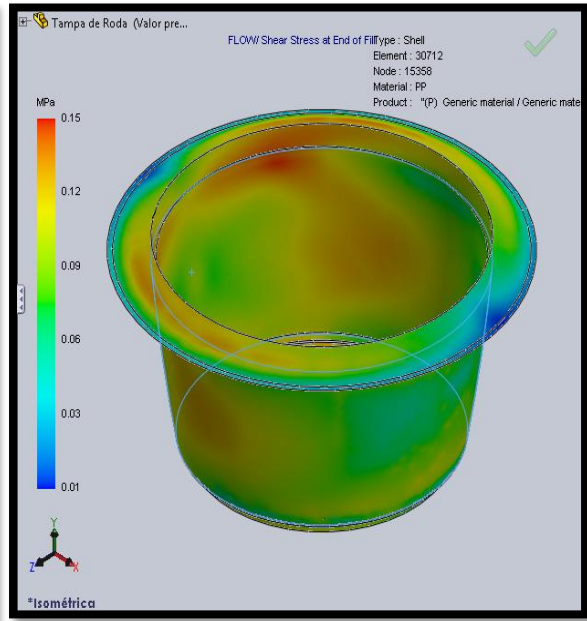 Tampa de Roda (Valor pre...
FLOW/ Shear Stress at End of Fill
Type : Shell
Element : 30712
Node : 15358
Material : PP
Product : "(P) Generic material / Generic mate
MPa
0.15
0.12
0.09
0.06
0.03
0.01
Y
Z
X
*Isométrica